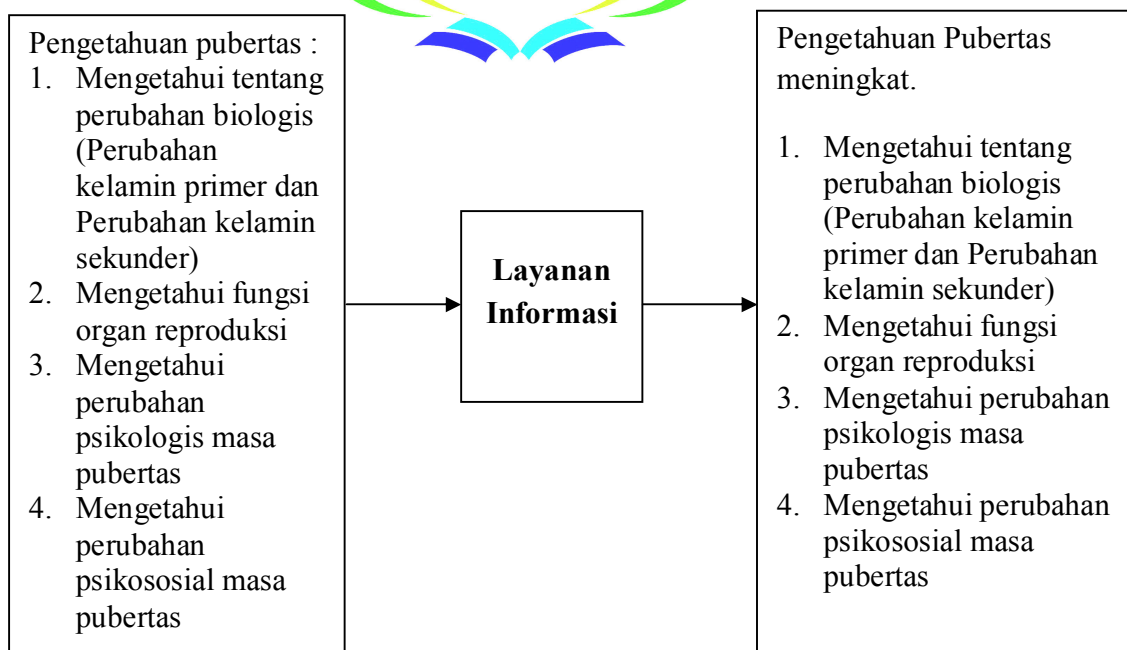 Pengetahuan pubertas :
1. Mengetahui tentang
perubahan biologis
(Perubahan
kelamin primer dan
Perubahan kelamin
sekunder)
2. Mengetahui fungsi
organ reproduksi
3. Mengetahui
perubahan
psikologis masa
pubertas
4. Mengetahui
perubahan
psikososial masa
pubertas
Layanan
Informasi
Pengetahuan Pubertas
meningkat.
1. Mengetahui tentang
perubahan biologis
(Perubahan kelamin
primer dan Perubahan
kelamin sekunder)
2. Mengetahui fungsi
organ reproduksi
3. Mengetahui perubahan
psikologis masa
pubertas
4. Mengetahui perubahan
psikososial masa
pubertas